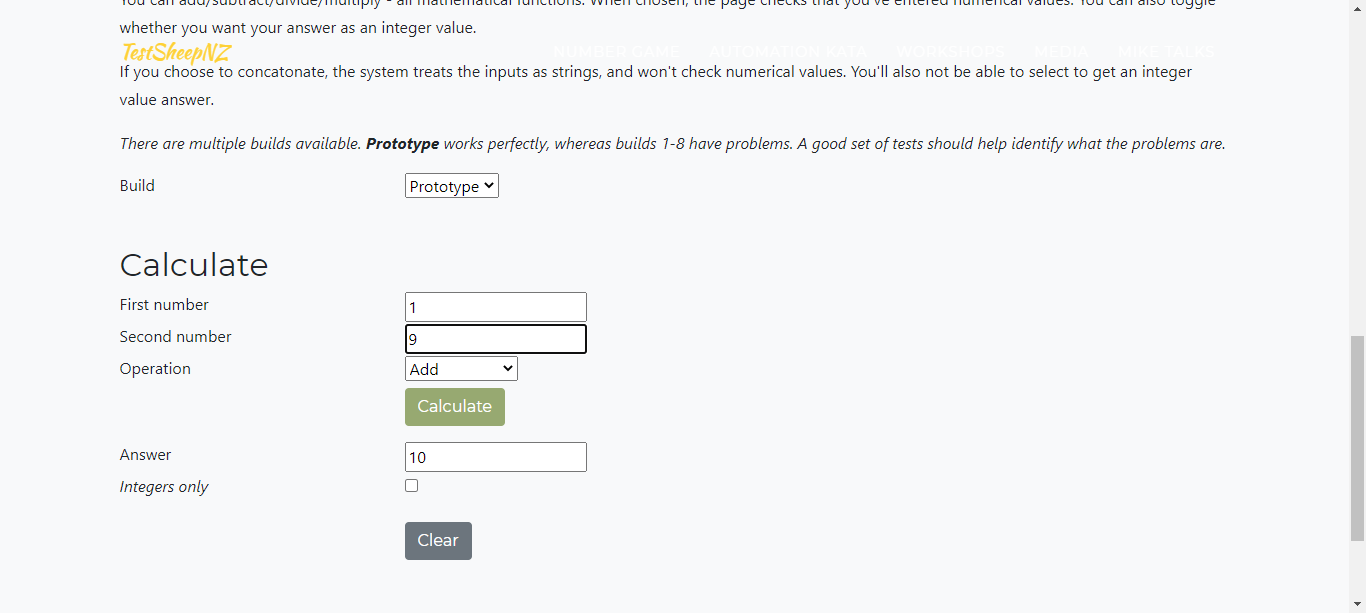 You can add/subtract/divide/multiply - all mathematical functions. When chosen, the page checks that you've entered numerical values. You can also toggle
whether you want your answer as an integer value.
TestSheepNZ NUMBER GAME AUTOMATION KATA WORKSHOPS MEDIA MIKE TALKS
If you choose to concatonate, the system treats the inputs as strings, and won't check numerical values. You'll also not be able to select to get an integer
value answer.
There are multiple builds available. Prototype works perfectly, whereas builds 1-8 have problems. A good set of tests should help identify what the problems are.
Build Prototype
Calculate
First number 1
Second number 9
Operation Add
Calculate
Answer 10
Integers only
Clear